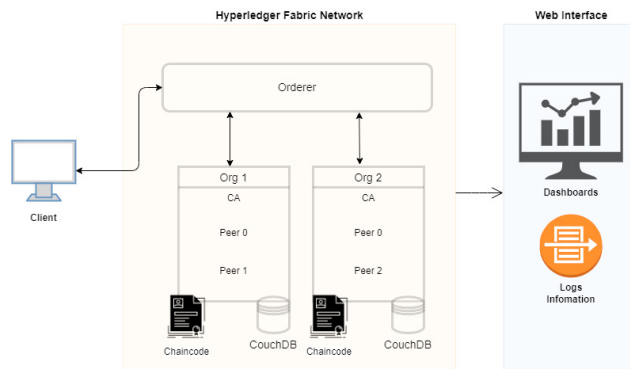 Hyperledger Fabric Network
Web Interface
Orderer
Client
Org 1
CA
Peer 0
Peer 1
Chaincode
CouchDB
Org 2
CA
Peer 0
Peer 2
Chaincode
CouchDB
Dashboards
Logs
Infomation